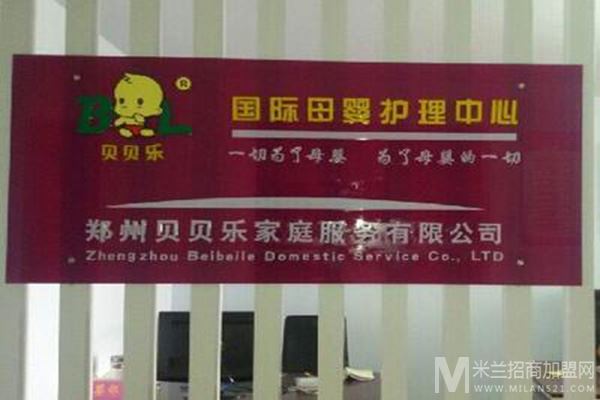 B L ®
贝贝乐
国际母婴护理中心
一切为了母婴 为了母婴的一切
郑州贝贝乐家庭服务有限公司
Zhengzhou Beibeile Domestic Service Co., LTD
M 米兰招商加盟网
WWW.MILAN521.COM